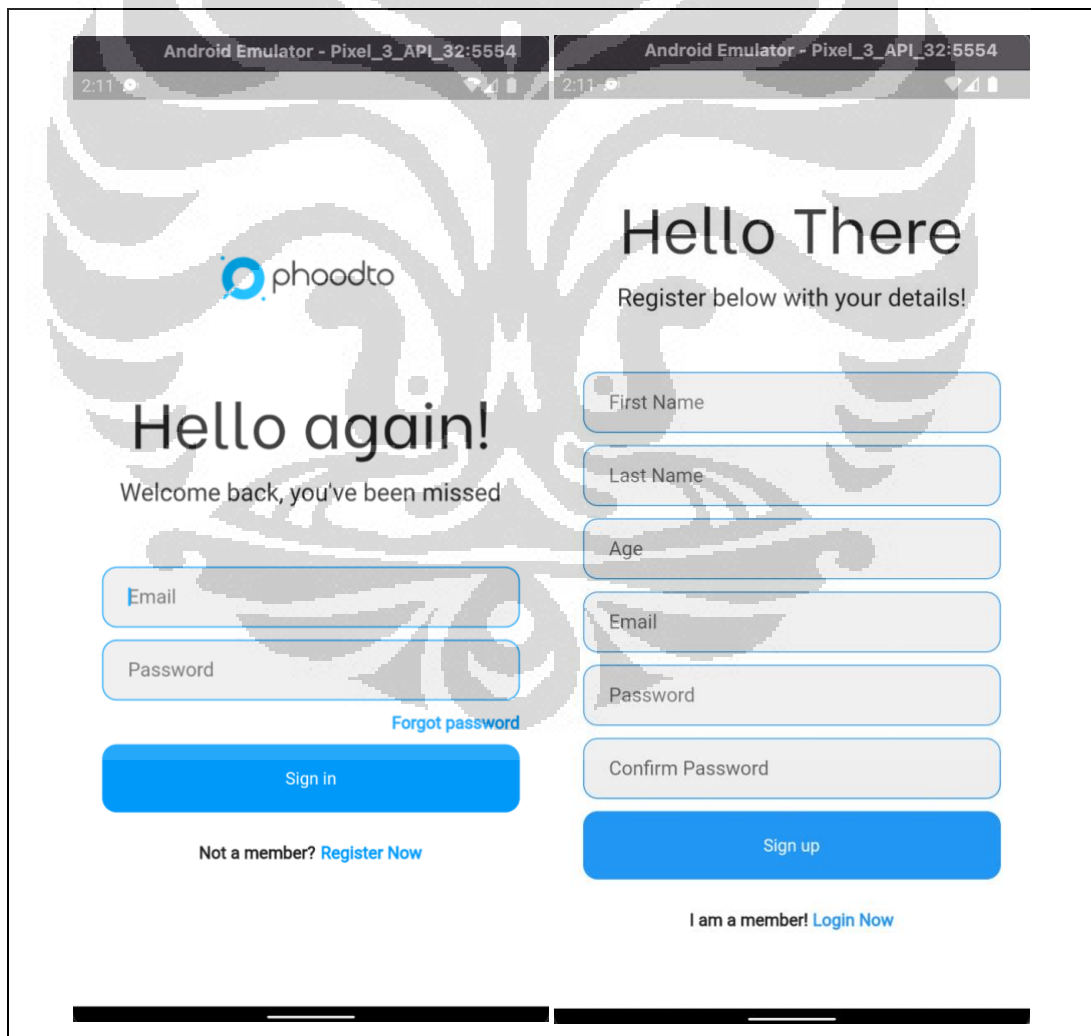 Android Emulator - Pixel_3_API_32:5554
2:11
phoodto
Hello again!
Welcome back, you've been missed
Email
Password
Forgot password
Sign in
Not a member? Register Now
Android Emulator - Pixel_3_API_32:5554
2:11
Hello There
Register below with your details!
First Name
Last Name
Age
Email
Password
Confirm Password
Sign up
I am a member! Login Now